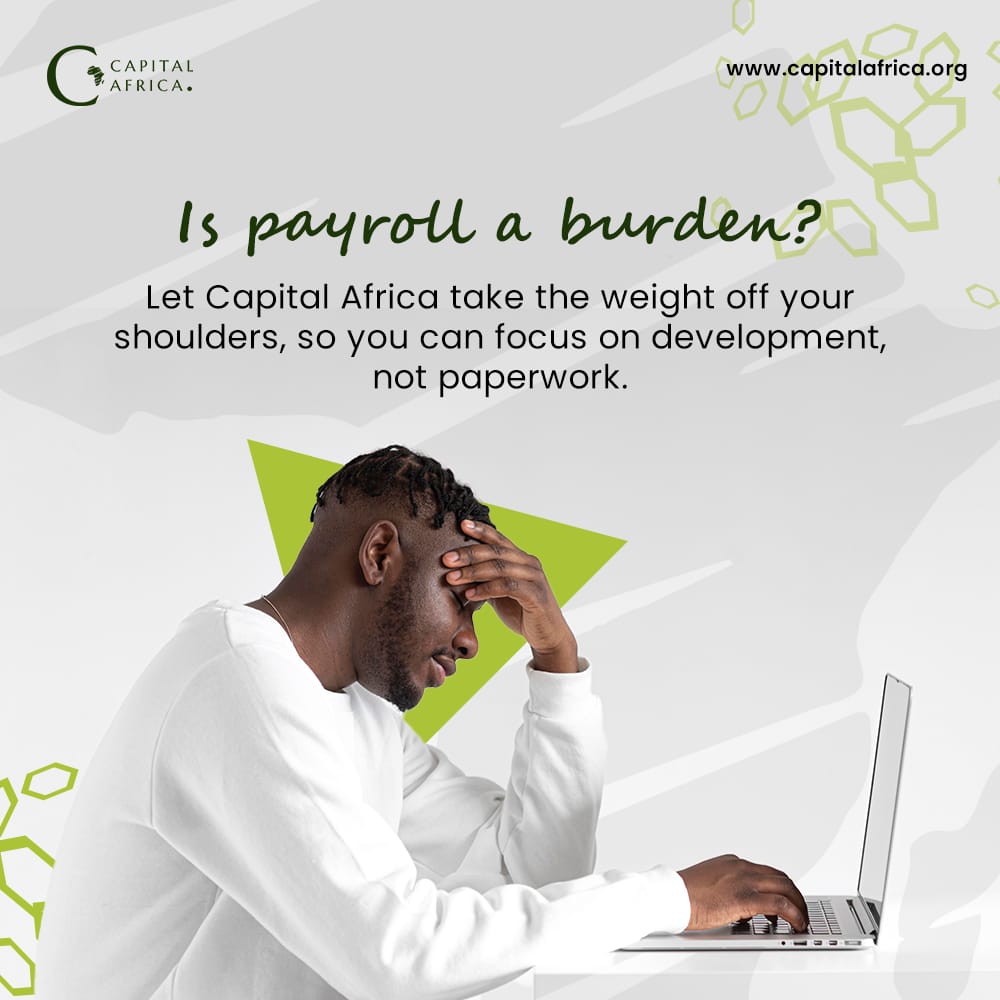 CAPITAL
AFRICA.
www.capitalafrica.org
Is payroll a burden?
Let Capital Africa take the weight off your
shoulders, so you can focus on development,
not paperwork.